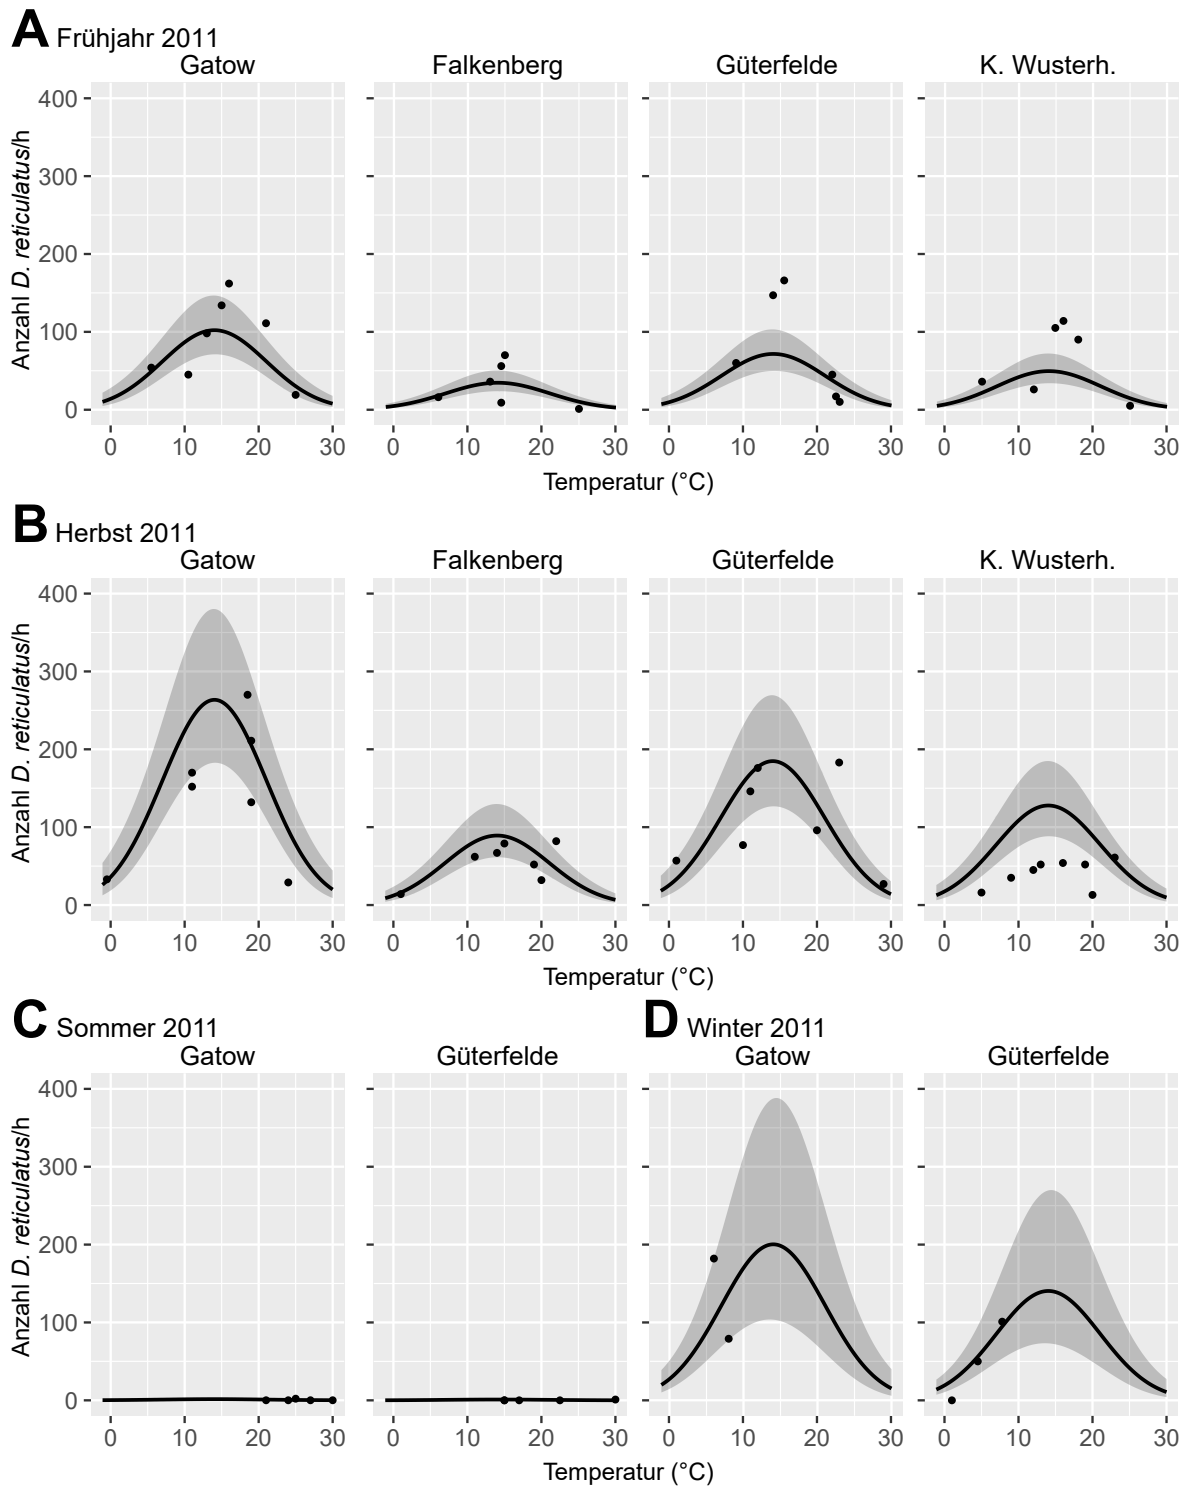 A Frühjahr 2011
Gatow Falkenberg Güterfelde K. Wusterh.
Anzahl D. reticulatus/h
400
300
200
100
0
0 10 20 30 0 10 20 30 0 10 20 30 0 10 20 30
Temperatur (°C)
B Herbst 2011
Gatow Falkenberg Güterfelde K. Wusterh.
Anzahl D. reticulatus/h
400
300
200
100
0
0 10 20 30 0 10 20 30 0 10 20 30 0 10 20 30
Temperatur (°C)
C Sommer 2011 D Winter 2011
Gatow Güterfelde Gatow Güterfelde
Anzahl D. reticulatus/h
400
300
200
100
0
0 10 20 30 0 10 20 30 0 10 20 30 0 10 20 30
Temperatur (°C)